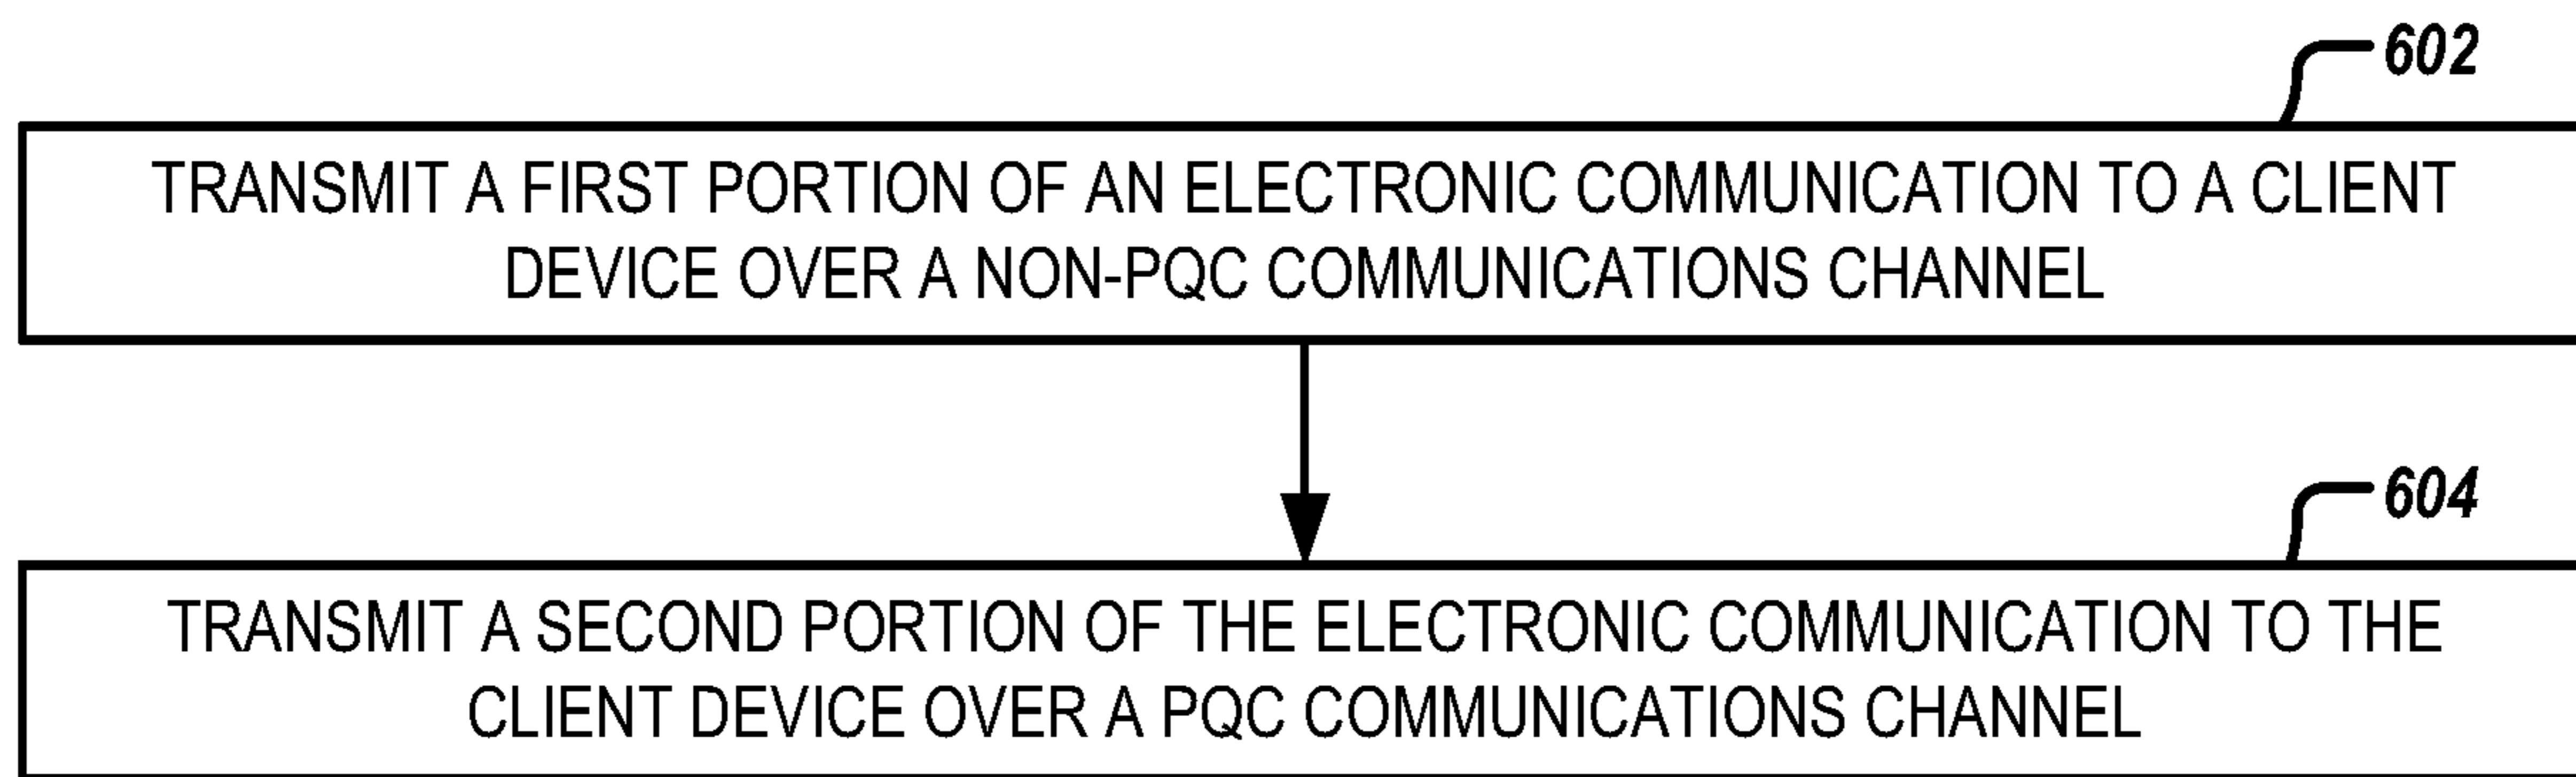 602
TRANSMIT A FIRST PORTION OF AN ELECTRONIC COMMUNICATION TO A CLIENT
DEVICE OVER A NON-PQC COMMUNICATIONS CHANNEL
604
TRANSMIT A SECOND PORTION OF THE ELECTRONIC COMMUNICATION TO THE
CLIENT DEVICE OVER A PQC COMMUNICATIONS CHANNEL